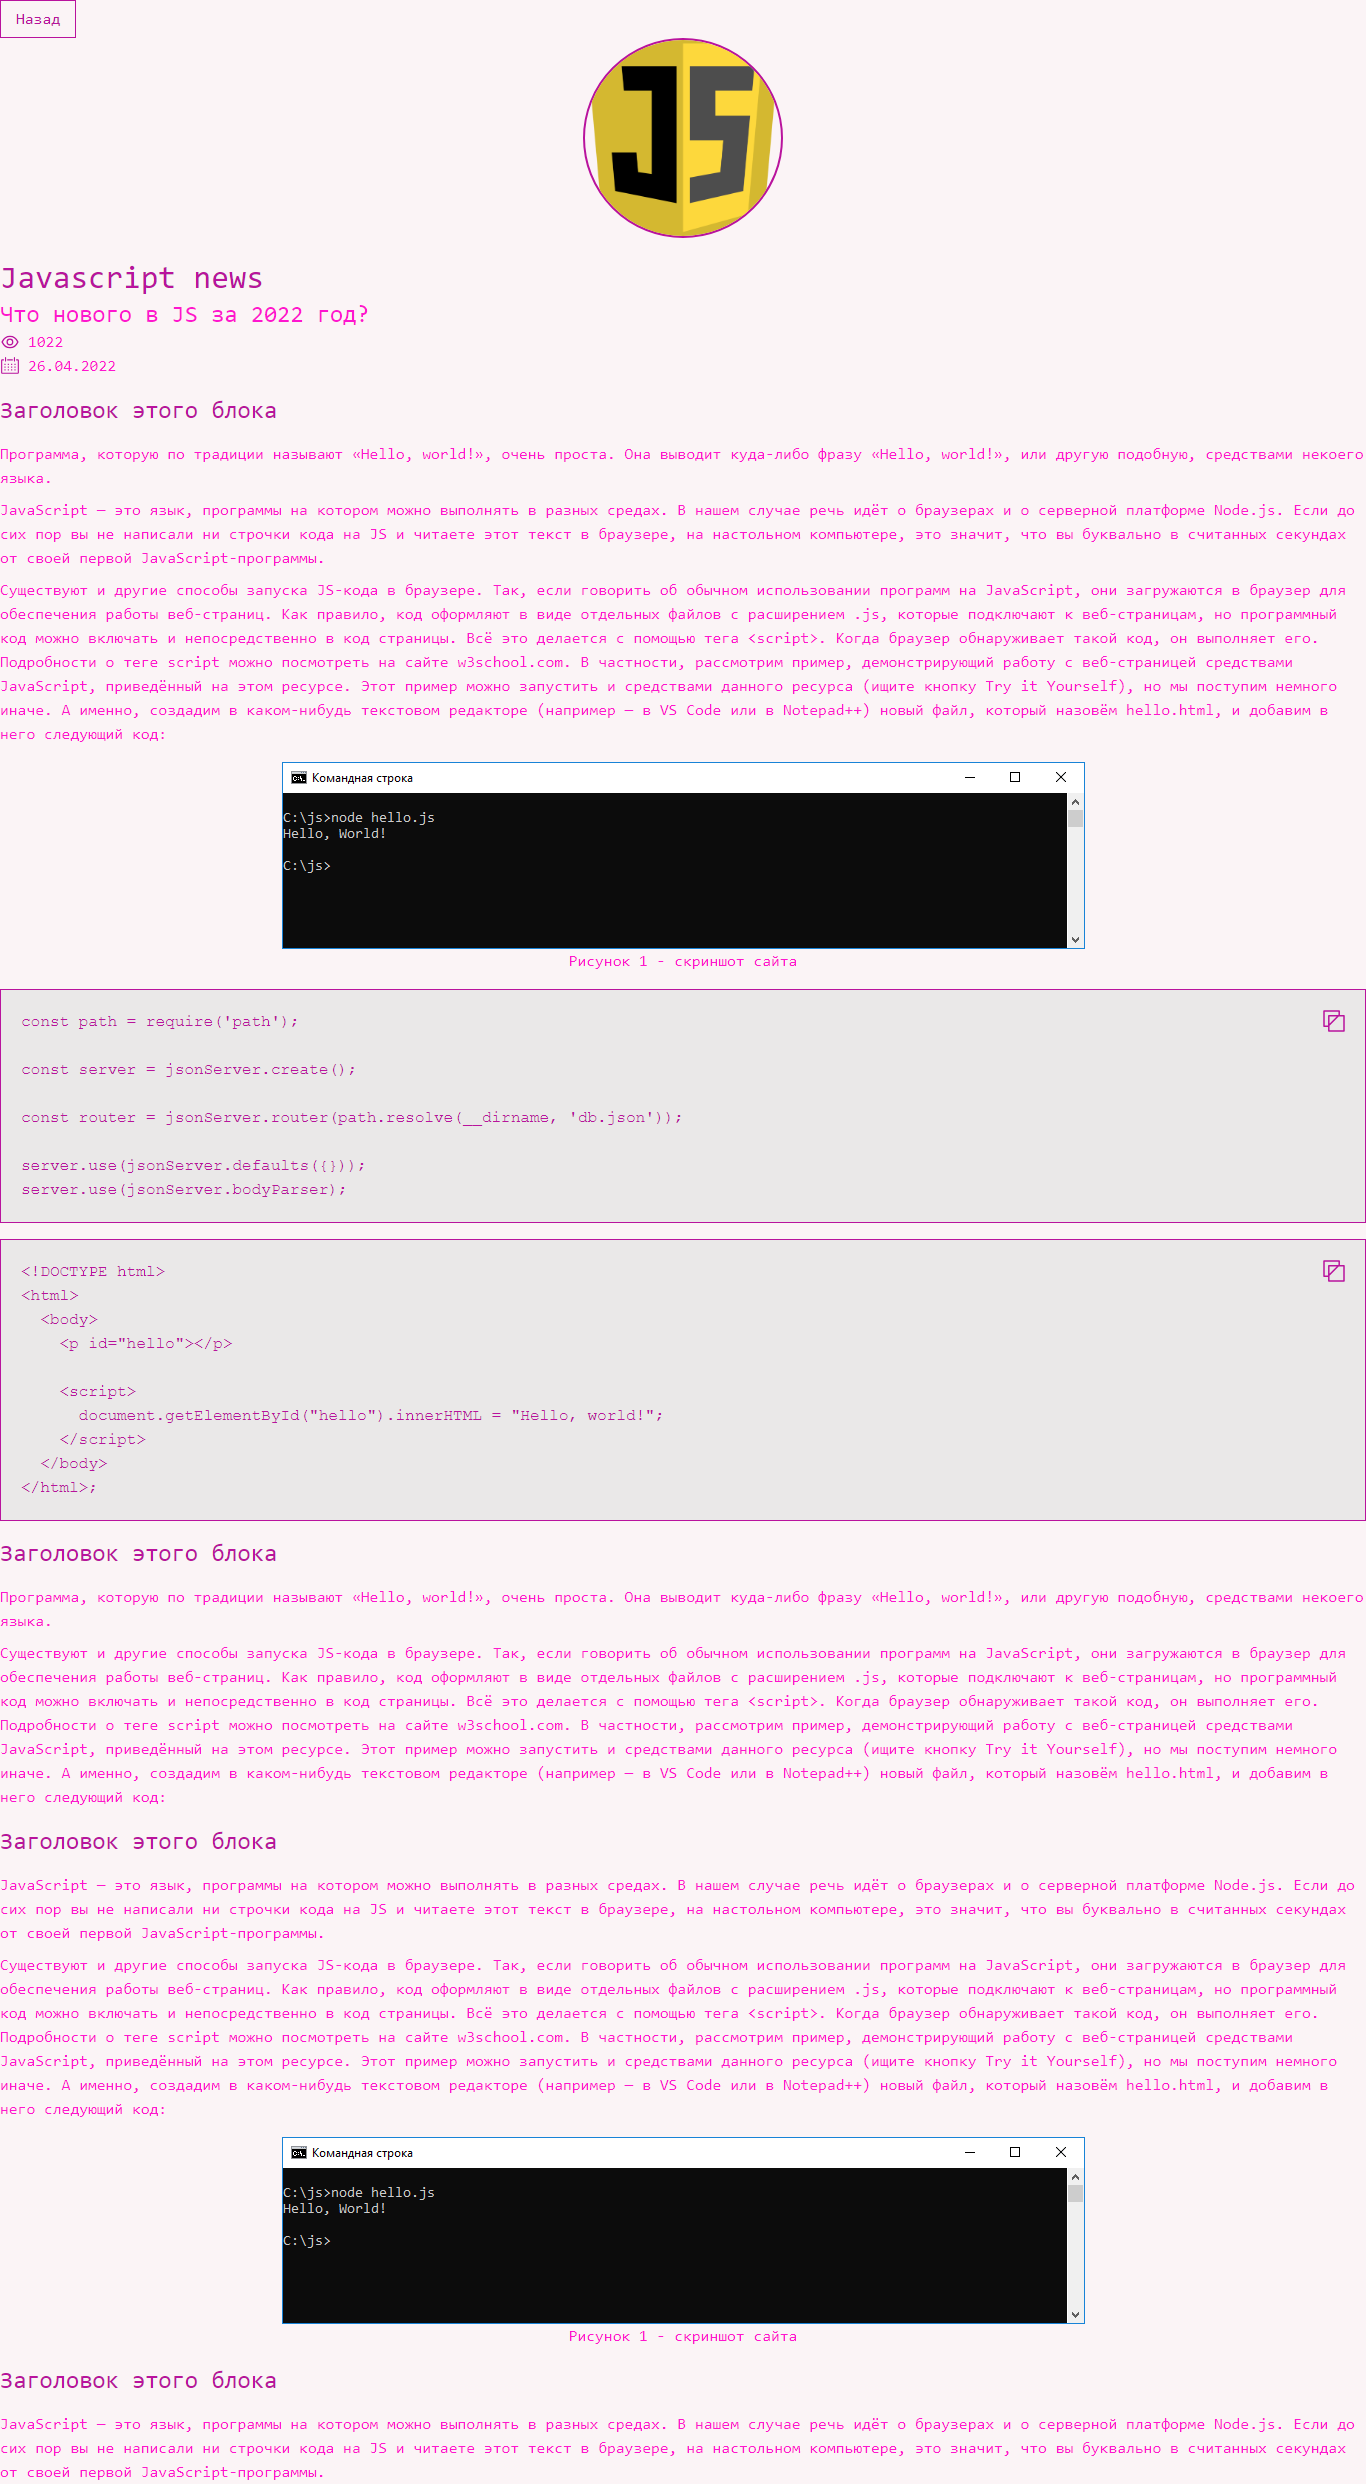 Назад
JS
Javascript news
Что нового в JS за 2022 год?
1022
26.04.2022
Заголовок этого блока
Программа, которую по традиции называют «Hello, world!», очень проста. Она выводит куда-либо фразу «Hello, world!», или другую подобную, средствами некоего
языка.
JavaScript — это язык, программы на котором можно выполнять в разных средах. В нашем случае речь идёт о браузерах и о серверной платформе Node.js. Если до
сих пор вы не написали ни строчки кода на JS и читаете этот текст в браузере, на настольном компьютере, это значит, что вы буквально в считанных секундах
от своей первой JavaScript-программы.
Существуют и другие способы запуска JS-кода в браузере. Так, если говорить об обычном использовании программ на JavaScript, они загружаются в браузер для
обеспечения работы веб-страниц. Как правило, код оформляют в виде отдельных файлов с расширением .js, которые подключают к веб-страницам, но программный
код можно включать и непосредственно в код страницы. Всё это делается с помощью тега <script>. Когда браузер обнаруживает такой код, он выполняет его.
Подробности о теге script можно посмотреть на сайте w3school.com. В частности, рассмотрим пример, демонстрирующий работу с веб-страницей средствами
JavaScript, приведённый на этом ресурсе. Этот пример можно запустить и средствами данного ресурса (ищите кнопку Try it Yourself), но мы поступим немного
иначе. А именно, создадим в каком-нибудь текстовом редакторе (например — в VS Code или в Notepad++) новый файл, который назовём hello.html, и добавим в
него следующий код:
Командная строка
C:\js>node hello.js
Hello, World!
C:\js>
Рисунок 1 - скриншот сайта
const path = require('path');
const server = jsonServer.create();
const router = jsonServer.router(path.resolve(__dirname, 'db.json'));
server.use(jsonServer.defaults({}));
server.use(jsonServer.bodyParser);
<!DOCTYPE html>
<html>
  <body>
    <p id="hello"></p>
    <script>
      document.getElementById("hello").innerHTML = "Hello, world!";
    </script>
  </body>
</html>;
Заголовок этого блока
Программа, которую по традиции называют «Hello, world!», очень проста. Она выводит куда-либо фразу «Hello, world!», или другую подобную, средствами некоего
языка.
Существуют и другие способы запуска JS-кода в браузере. Так, если говорить об обычном использовании программ на JavaScript, они загружаются в браузер для
обеспечения работы веб-страниц. Как правило, код оформляют в виде отдельных файлов с расширением .js, которые подключают к веб-страницам, но программный
код можно включать и непосредственно в код страницы. Всё это делается с помощью тега <script>. Когда браузер обнаруживает такой код, он выполняет его.
Подробности о теге script можно посмотреть на сайте w3school.com. В частности, рассмотрим пример, демонстрирующий работу с веб-страницей средствами
JavaScript, приведённый на этом ресурсе. Этот пример можно запустить и средствами данного ресурса (ищите кнопку Try it Yourself), но мы поступим немного
иначе. А именно, создадим в каком-нибудь текстовом редакторе (например — в VS Code или в Notepad++) новый файл, который назовём hello.html, и добавим в
него следующий код:
Заголовок этого блока
JavaScript — это язык, программы на котором можно выполнять в разных средах. В нашем случае речь идёт о браузерах и о серверной платформе Node.js. Если до
сих пор вы не написали ни строчки кода на JS и читаете этот текст в браузере, на настольном компьютере, это значит, что вы буквально в считанных секундах
от своей первой JavaScript-программы.
Существуют и другие способы запуска JS-кода в браузере. Так, если говорить об обычном использовании программ на JavaScript, они загружаются в браузер для
обеспечения работы веб-страниц. Как правило, код оформляют в виде отдельных файлов с расширением .js, которые подключают к веб-страницам, но программный
код можно включать и непосредственно в код страницы. Всё это делается с помощью тега <script>. Когда браузер обнаруживает такой код, он выполняет его.
Подробности о теге script можно посмотреть на сайте w3school.com. В частности, рассмотрим пример, демонстрирующий работу с веб-страницей средствами
JavaScript, приведённый на этом ресурсе. Этот пример можно запустить и средствами данного ресурса (ищите кнопку Try it Yourself), но мы поступим немного
иначе. А именно, создадим в каком-нибудь текстовом редакторе (например — в VS Code или в Notepad++) новый файл, который назовём hello.html, и добавим в
него следующий код:
Командная строка
C:\js>node hello.js
Hello, World!
C:\js>
Рисунок 1 - скриншот сайта
Заголовок этого блока
JavaScript — это язык, программы на котором можно выполнять в разных средах. В нашем случае речь идёт о браузерах и о серверной платформе Node.js. Если до
сих пор вы не написали ни строчки кода на JS и читаете этот текст в браузере, на настольном компьютере, это значит, что вы буквально в считанных секундах
от своей первой JavaScript-программы.